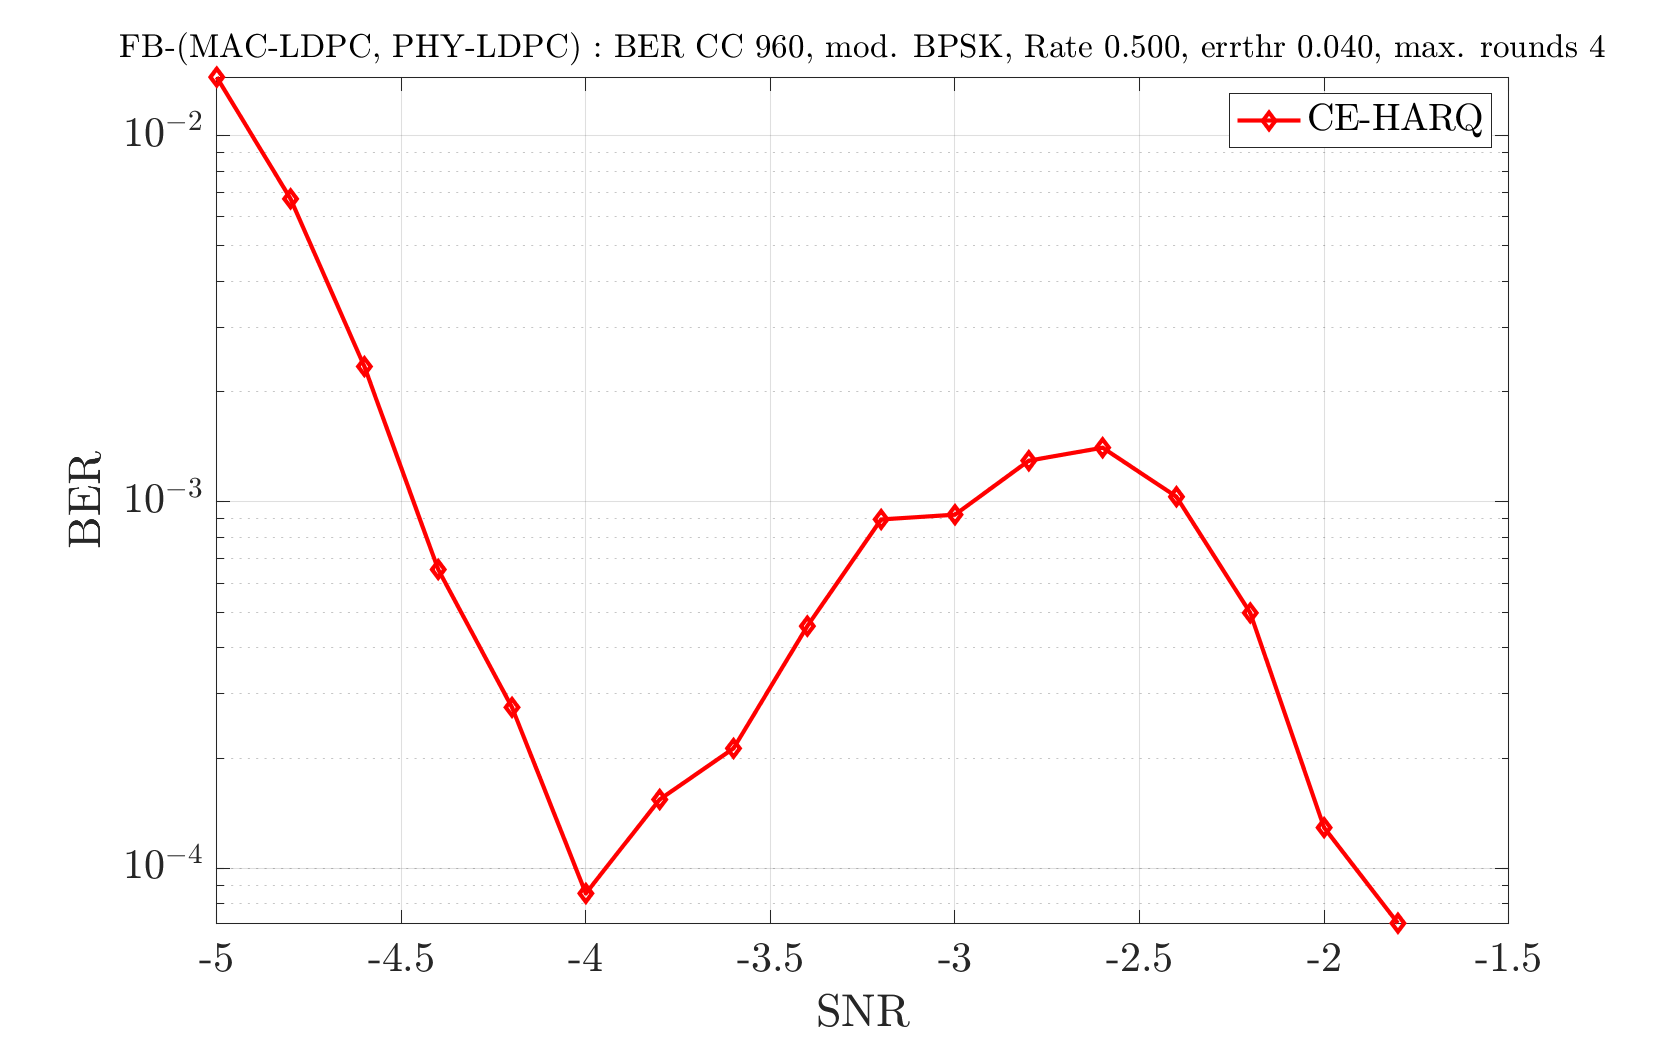 FB-(MAC-LDPC, PHY-LDPC) : BER CC 960, mod. BPSK, Rate 0.500, errthr 0.040, max. rounds 4
CE-HARQ
10^{-2}
10^{-3}
10^{-4}
BER
-5 -4.5 -4 -3.5 -3 -2.5 -2 -1.5
SNR